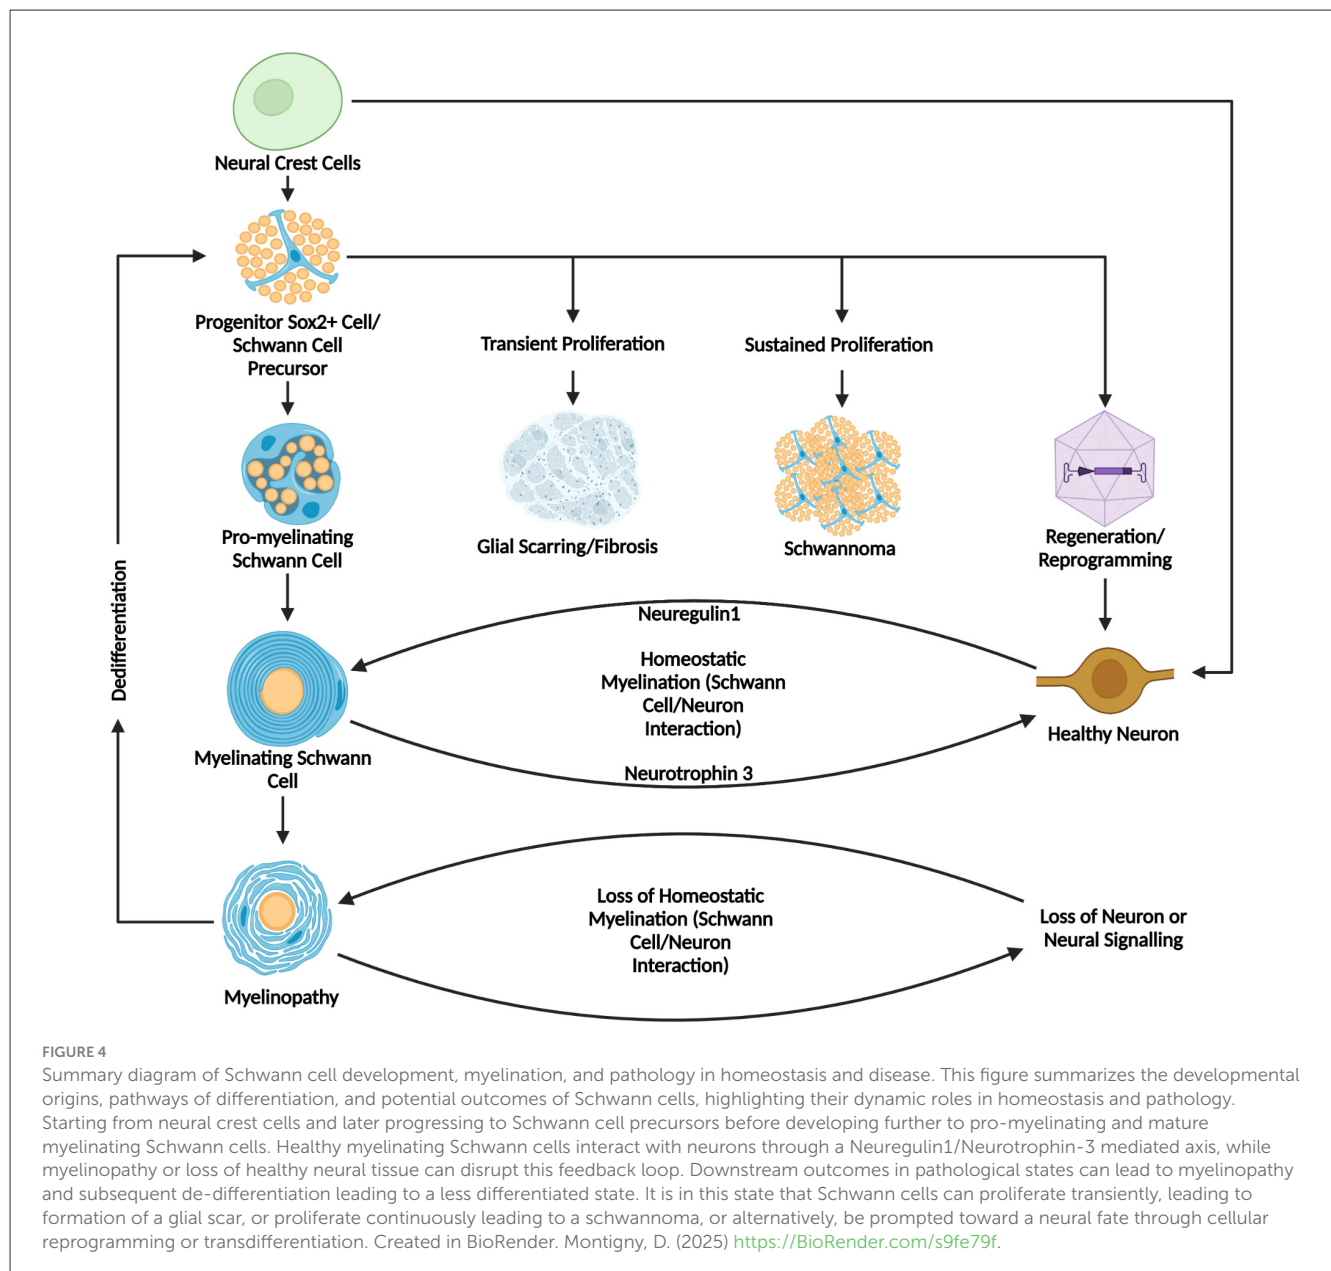 Neural Crest Cells
Progenitor Sox2+ Cell/
Schwann Cell
Precursor
Transient Proliferation
Sustained Proliferation
Pro-myelinating
Schwann Cell
Glial Scarring/Fibrosis
Schwannoma
Regeneration/
Reprogramming
Dedifferentiation
Neuregulin1
Homeostatic
Myelination (Schwann
Cell/Neuron
Interaction)
Neurotrophin 3
Healthy Neuron
Myelinating Schwann
Cell
Loss of Homeostatic
Myelination (Schwann
Cell/Neuron
Interaction)
Loss of Neuron or
Neural Signalling
Myelinopathy
FIGURE 4
Summary diagram of Schwann cell development, myelination, and pathology in homeostasis and disease. This figure summarizes the developmental
origins, pathways of differentiation, and potential outcomes of Schwann cells, highlighting their dynamic roles in homeostasis and pathology.
Starting from neural crest cells and later progressing to Schwann cell precursors before developing further to pro-myelinating and mature
myelinating Schwann cells. Healthy myelinating Schwann cells interact with neurons through a Neuregulin1/Neurotrophin-3 mediated axis, while
myelinopathy or loss of healthy neural tissue can disrupt this feedback loop. Downstream outcomes in pathological states can lead to myelinopathy
and subsequent de-differentiation leading to a less differentiated state. It is in this state that Schwann cells can proliferate transiently, leading to
formation of a glial scar, or proliferate continuously leading to a schwannoma, or alternatively, be prompted toward a neural fate through cellular
reprogramming or transdifferentiation. Created in BioRender. Montigny, D. (2025) https://BioRender.com/s9fe79f.